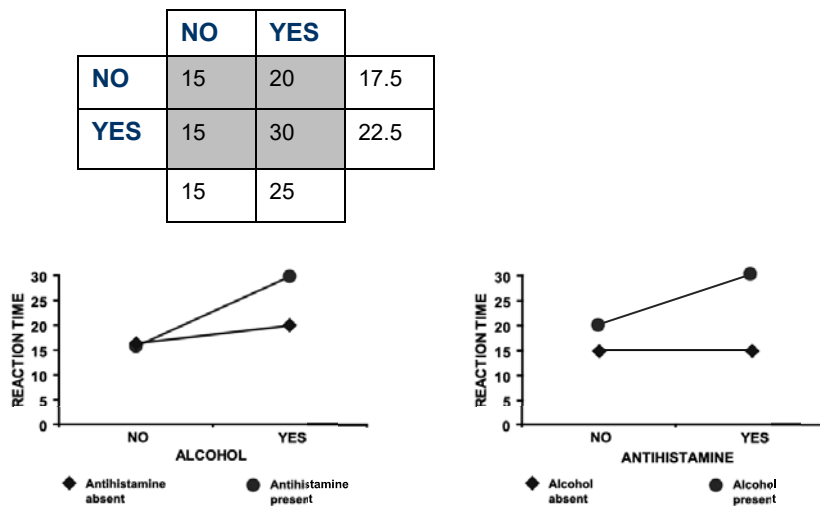 NO YES
NO 15 20 17.5
YES 15 30 22.5
15 25
REACTION TIME
30
25
20
15
10
5
0
NO YES
ALCOHOL
Antihistamine absent
Antihistamine present
REACTION TIME
30
25
20
15
10
5
0
NO YES
ANTIHISTAMINE
Alcohol absent
Alcohol present